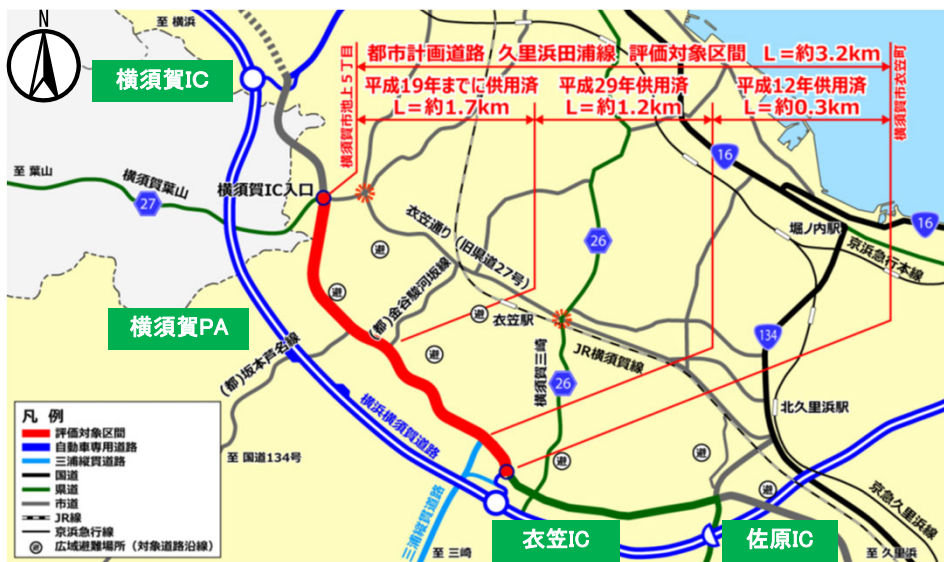 N
至 横浜
横須賀IC
都市計画道路 久里浜田浦線 評価対象区間 L=約3.2km
平成19年までに供用済
L=約1.7km
平成29年供用済
L=約1.2km
平成12年供用済
L=約0.3km
横須賀市池上5丁目
横須賀市衣笠町
至 葉山
横須賀葉山
27
横須賀IC入口
16
堀ノ内駅
16
京浜急行本線
衣笠通り(旧県道27号)
26
避
避
避
避
(都)金谷駿河坂線
衣笠駅
横須賀PA
(都)坂本芦名線
JR横須賀線
134
横須賀三崎
26
北久里浜駅
横浜横須賀道路
凡 例
評価対象区間
自動車専用道路
三浦縦貫道路
国道
県道
市道
JR線
京浜急行線
避 広域避難場所(対象道路沿線)
至 国道134号
避
避
避
京急久里浜線
三浦縦貫道路
衣笠IC
佐原IC
至 三崎
至 久里浜